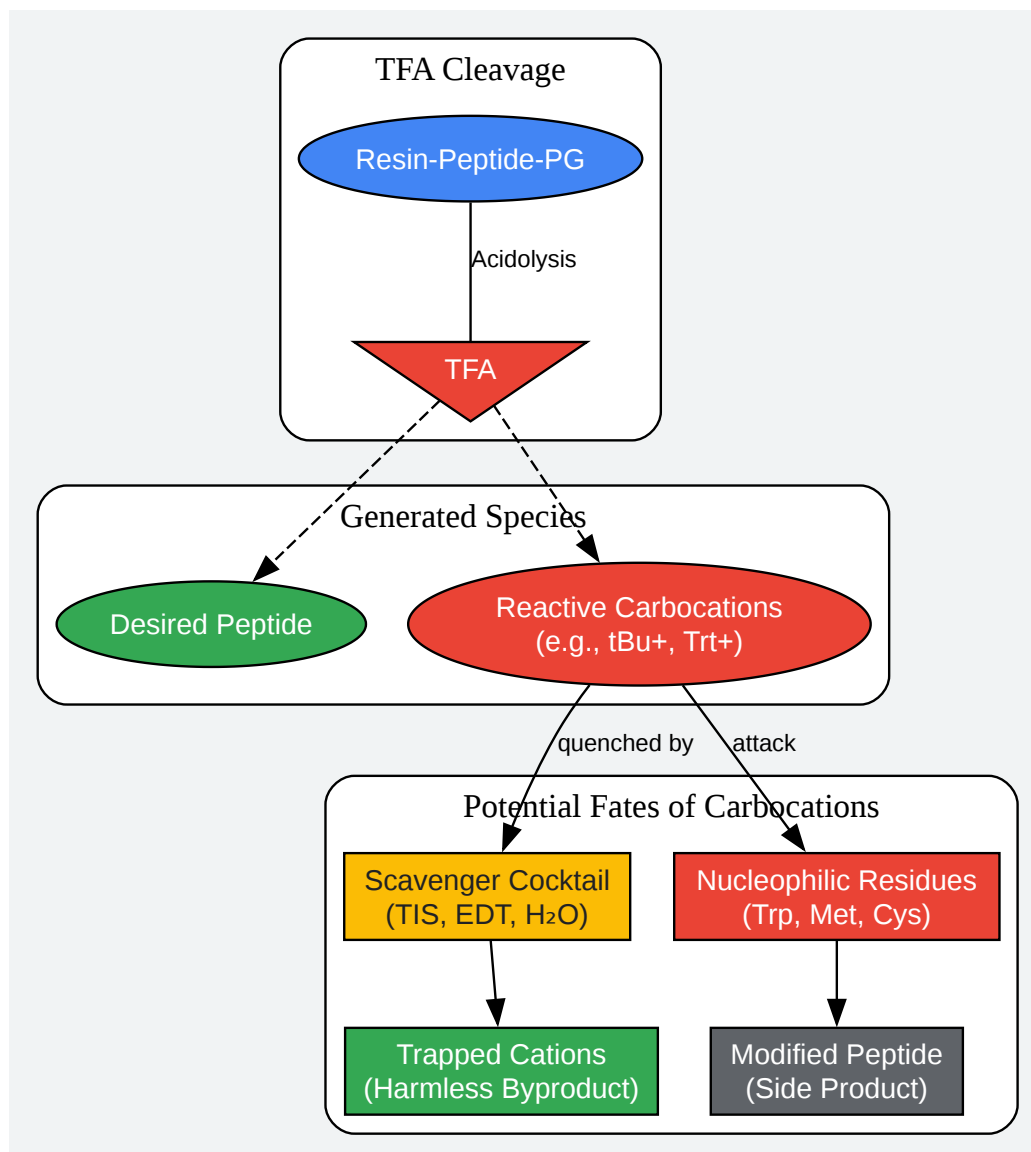 TFA Cleavage
Resin-Peptide-PG
Acidolysis
TFA
Generated Species
Desired Peptide
Reactive Carbocations
(e.g., tBu+, Trt+)
quenched by
attack
Potential Fates of Carbocations
Scavenger Cocktail
(TIS, EDT, H₂O)
Nucleophilic Residues
(Trp, Met, Cys)
Trapped Cations
(Harmless Byproduct)
Modified Peptide
(Side Product)